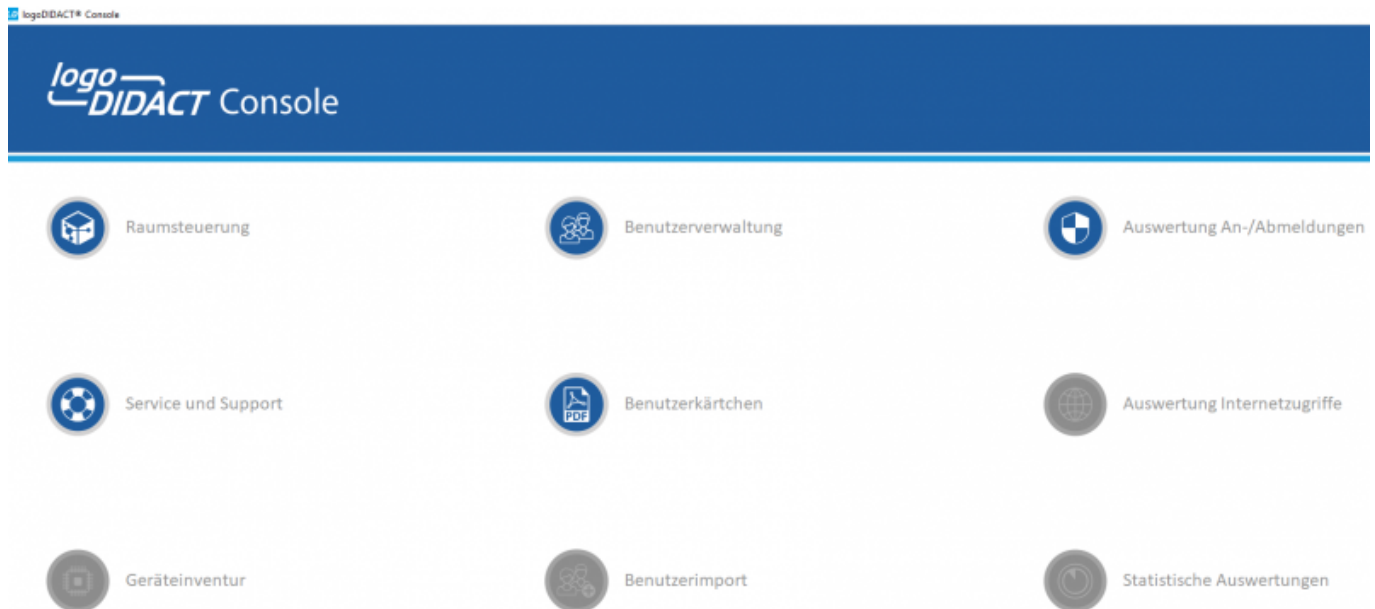 logoDIDACT® Console
logo
DIDACT Console
Raumsteuerung
Benutzerverwaltung
Auswertung An-/Abmeldungen
Service und Support
PDF
Benutzerkärtchen
Auswertung Internetzugriffe
Geräteinventur
Benutzerimport
Statistische Auswertungen